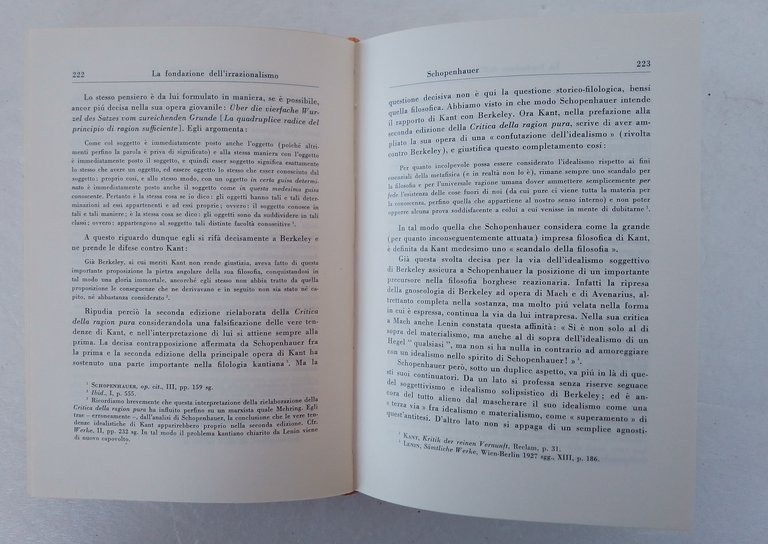 222
La fondazione dell'irrazionalismo
Lo stesso pensiero è da lui formulato in maniera, se è possibile,
ancor piú decisa nella sua opera giovanile: Über die vierfache Wur-
zel des Satzes vom zureichenden Grunde [La quadruplice radice del
principio di ragion sufficiente]. Egli argomenta:
Come col soggetto è immediatamente posto anche l'oggetto (poiché altri-
menti perfino la parola è priva di significato) e alla stessa maniera con l'oggetto
è immediatamente posto il soggetto, e quindi esser soggetto significa esattamente
lo stesso che avere un oggetto, ed essere oggetto lo stesso che esser conosciuto dal
soggetto: proprio cosí, e allo stesso modo, con un oggetto in certa guisa determi-
nato è immediatamente posto anche il soggetto come in questa medesima guisa
conoscente. Pertanto è la stessa cosa se io dico: gli oggetti hanno tali e tali deter-
minazioni ad essi appartenenti e ad essi proprie; ovvero: il soggetto conosce in
tali e tali maniere; è la stessa cosa se dico: gli oggetti sono da suddividere in tali
classi; ovvero: appartengono al soggetto tali distinte facoltà conoscitive ¹.
A questo riguardo dunque egli si rifà decisamente a Berkeley e
ne prende le difese contro Kant:
Già Berkeley, ai cui meriti Kant non rende giustizia, aveva fatto di questa
importante proposizione la pietra angolare della sua filosofia, conquistandosi in
tal modo una gloria immortale, ancorché egli stesso non abbia tratto da quella
proposizione le conseguenze che ne derivavano e in seguito non sia stato né ca-
pito, né abbastanza considerato ².
Ripudia perciò la seconda edizione rielaborata della Critica
della ragion pura considerandola una falsificazione delle vere ten-
denze di Kant, e nell'interpretazione di lui si attiene sempre alla
prima. La decisa contrapposizione affermata da Schopenhauer fra
la prima e la seconda edizione della principale opera di Kant ha
sostenuto una parte importante nella filologia kantiana ³. Ma la
¹ SCHOPENHAUER, op. cit., III, pp. 159 sg.
² Ibid., I, p. 555.
³ Ricordiamo brevemente che questa interpretazione della rielaborazione della
Critica della ragion pura ha influito perfino su un marxista quale Mehring. Egli
trae – erroneamente –, dall'analisi di Schopenhauer, la conclusione che le vere ten-
denze idealistiche di Kant apparirebbero proprio nella seconda edizione. Cfr.
Werke, II, pp. 232 sg. In tal modo il problema kantiano chiarito da Lenin viene
di nuovo capovolto.
Schopenhauer
223
questione decisiva non è qui la questione storico-filologica, bensí
quella filosofica. Abbiamo visto in che modo Schopenhauer intende
il rapporto di Kant con Berkeley. Ora Kant, nella prefazione alla
seconda edizione della Critica della ragion pura, scrive di aver am-
pliato la sua opera di una « confutazione dell'idealismo » (rivolta
contro Berkeley), e giustifica questo completamento cosí:
Per quanto incolpevole possa essere considerato l'idealismo rispetto ai fini
essenziali della metafisica (e in realtà non lo è), rimane sempre uno scandalo per
la filosofia e per l'universale ragione umana dover ammettere semplicemente per
fede l'esistenza delle cose fuori di noi (da cui pure ci viene tutta la materia per
la conoscenza, perfino quella che appartiene al nostro senso interno) e non poter
opporre alcuna prova soddisfacente a colui a cui venisse in mente di dubitarne ¹.
In tal modo quella che Schopenhauer considera come la grande
(per quanto inconseguentemente attuata) impresa filosofica di Kant,
è definita da Kant medesimo uno « scandalo della filosofia ».
Già questa svolta decisa per la via dell'idealismo soggettivo
di Berkeley assicura a Schopenhauer la posizione di un importante
precursore nella filosofia borghese reazionaria. Infatti la ripresa
della gnoseologia di Berkeley ad opera di Mach e di Avenarius, al-
trettanto completa nella sostanza, ma molto piú velata nella forma
in cui è espressa, continua la via da lui intrapresa. Nella sua critica
a Mach anche Lenin constata questa affinità: « Si è non solo al di
sopra del materialismo, ma anche al di sopra dell'idealismo di un
Hegel " qualsiasi ", ma non si ha nulla in contrario ad amoreggiare
con un idealismo nello spirito di Schopenhauer! » ²
Schopenhauer però, sotto un duplice aspetto, va piú in là di que-
sti suoi continuatori. Da un lato si professa senza riserve seguace
del soggettivismo e idealismo solipsistico di Berkeley; ed è an-
cora del tutto alieno dal mascherare il suo idealismo come una
« terza via » fra idealismo e materialismo, come « superamento » di
quest'antitesi. D'altro lato non si appaga di un semplice agnosti-
¹ KANT, Kritik der reinen Vernunft, Reclam, p. 31.
² LENIN, Sämtliche Werke, Wien-Berlin 1927 sgg., XIII, p. 186.